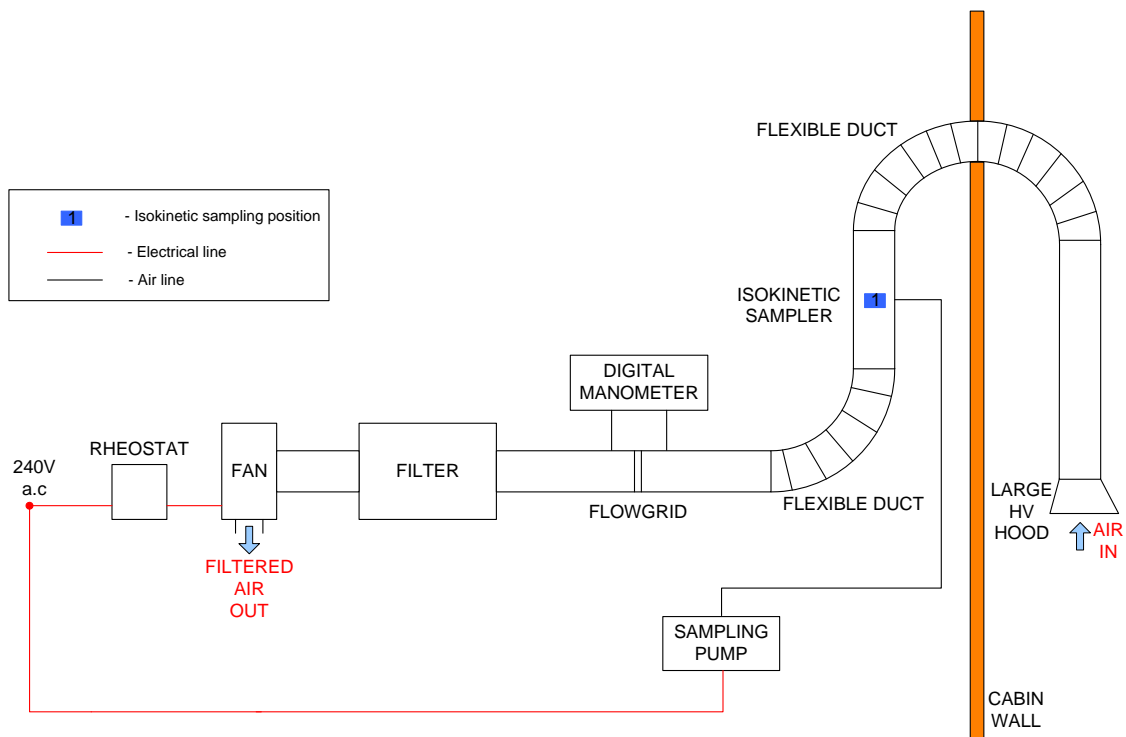 FLEXIBLE DUCT
1
- Isokinetic sampling position
- Electrical line
- Air line
ISOKINETIC
SAMPLER
1
DIGITAL
MANOMETER
RHEOSTAT
240V
a.c
FAN
FILTER
FLOWGRID
FLEXIBLE DUCT
LARGE
HV
HOOD
AIR
IN
FILTERED
AIR
OUT
SAMPLING
PUMP
CABIN
WALL